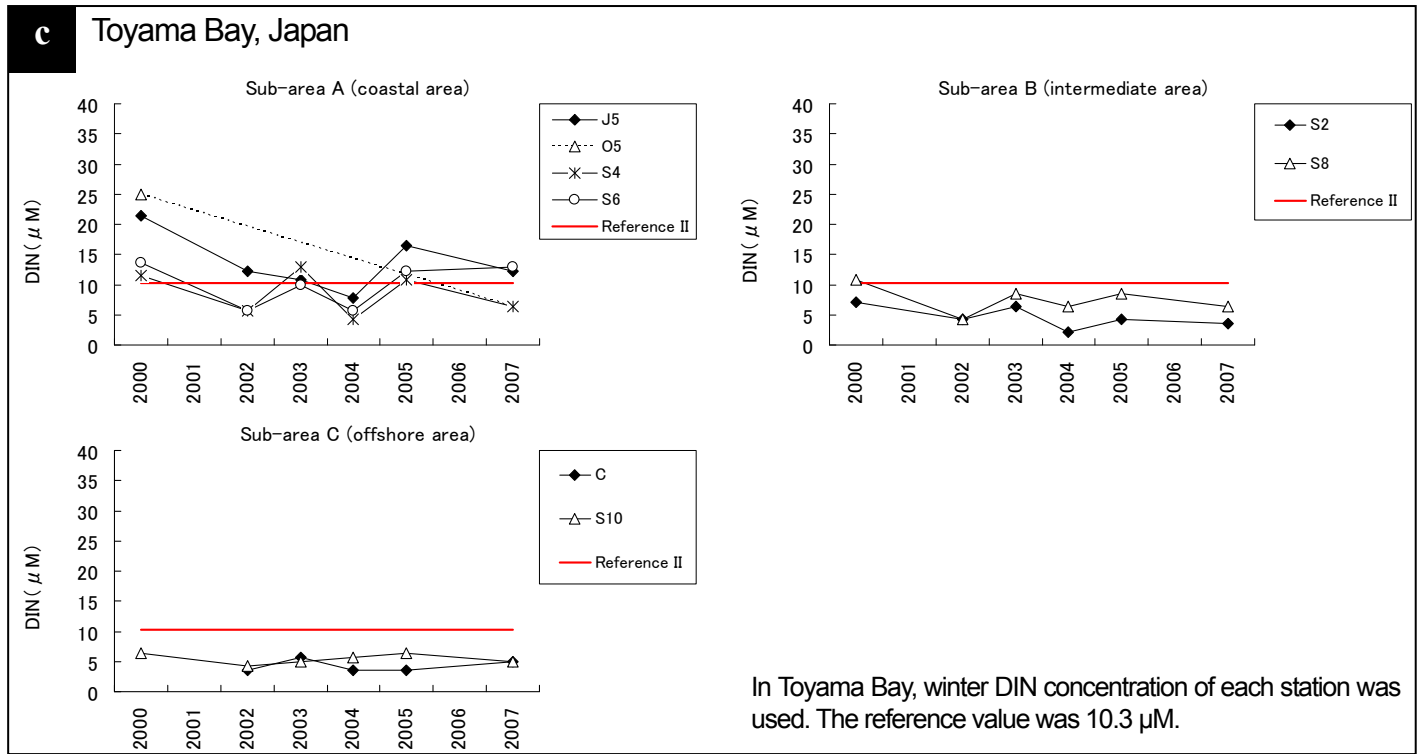 c Toyama Bay, Japan
Sub-area A (coastal area)
40
35
30
25
20
15
10
5
0
DIN( μ M)
2000
2001
2002
2003
2004
2005
2006
2007
J5
O5
S4
S6
Reference II
Sub-area B (intermediate area)
40
35
30
25
20
15
10
5
0
DIN( μ M)
2000
2001
2002
2003
2004
2005
2006
2007
S2
S8
Reference II
Sub-area C (offshore area)
40
35
30
25
20
15
10
5
0
DIN( μ M)
2000
2001
2002
2003
2004
2005
2006
2007
C
S10
Reference II
In Toyama Bay, winter DIN concentration of each station was
used. The reference value was 10.3 μM.